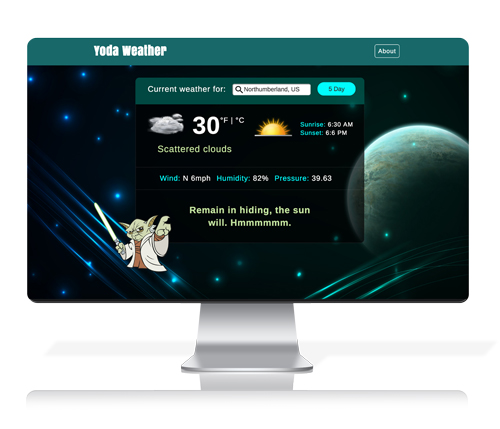 Yoda Weather
About
Current weather for: Northumberland, US 5 Day
30°F | °C
Sunrise: 6:30 AM
Sunset: 6:6 PM
Scattered clouds
Wind: N 6mph Humidity: 82% Pressure: 39.63
Remain in hiding, the sun
will. Hmmmmmm.